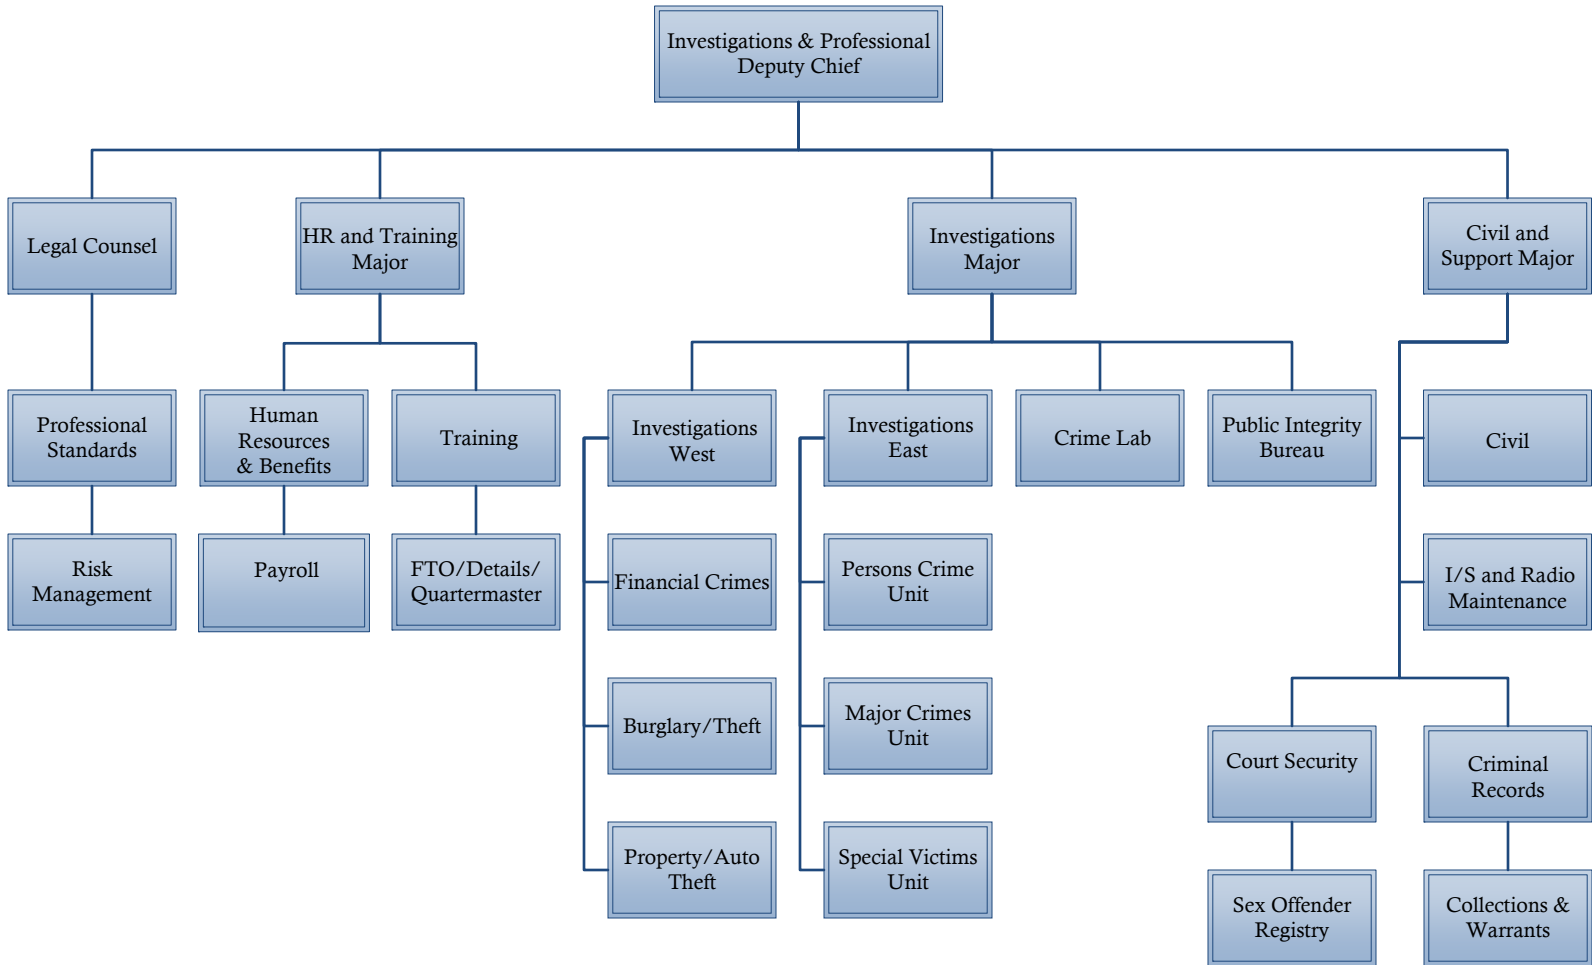 Investigations & Professional
Deputy Chief
Legal Counsel
HR and Training
Major
Investigations
Major
Civil and
Support Major
Professional
Standards
Human
Resources
& Benefits
Training
Investigations
West
Investigations
East
Crime Lab
Public Integrity
Bureau
Civil
Risk
Management
Payroll
FTO/Details/
Quartermaster
Financial Crimes
Persons Crime
Unit
I/S and Radio
Maintenance
Burglary/Theft
Major Crimes
Unit
Court Security
Criminal
Records
Property/Auto
Theft
Special Victims
Unit
Sex Offender
Registry
Collections &
Warrants